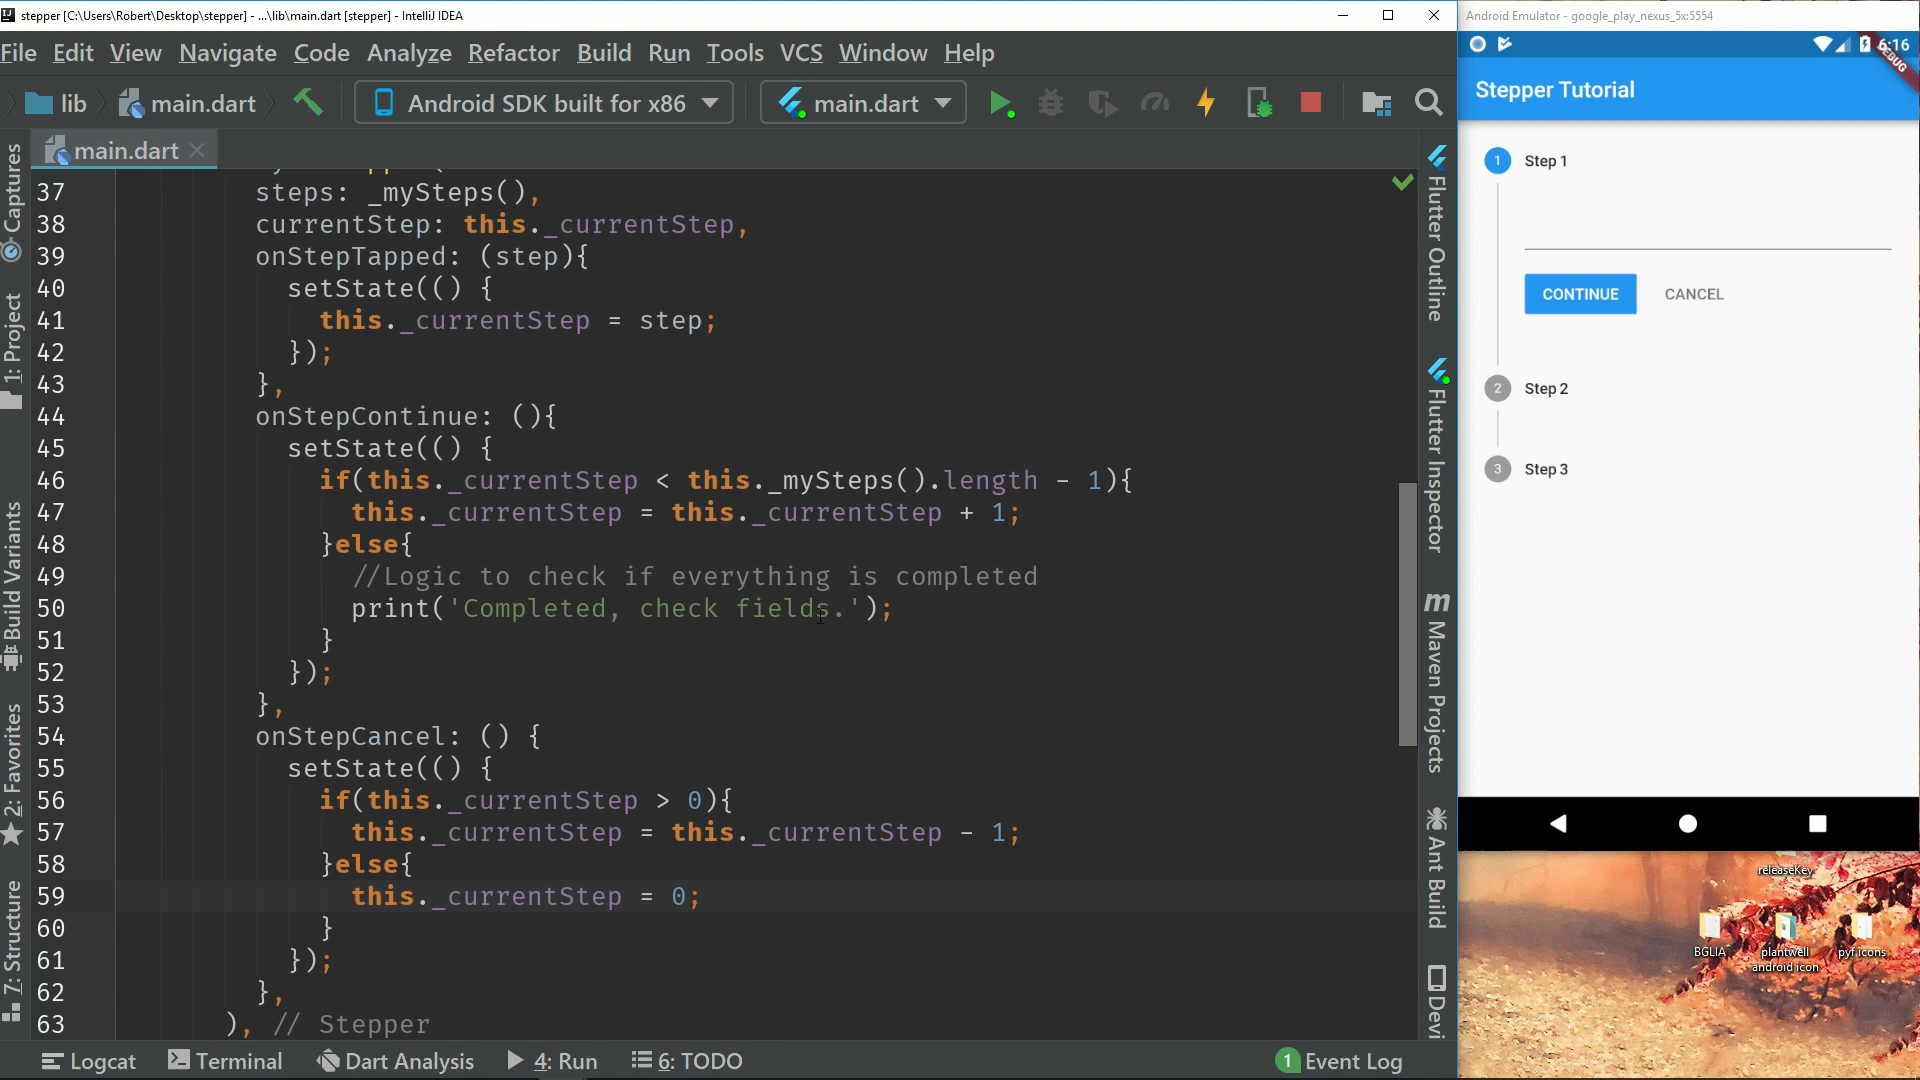 stepper [C:\Users\Robert\Desktop\stepper] - ...\lib\main.dart [stepper] - IntelliJ IDEA
File Edit View Navigate Code Analyze Refactor Build Run Tools VCS Window Help
lib main.dart Android SDK built for x86 main.dart
main.dart
37 steps: _mySteps(),
38 currentStep: this._currentStep,
39 onStepTapped: (step){
40 setState(() {
41 this._currentStep = step;
42 });
43 },
44 onStepContinue: (){
45 setState(() {
46 if(this._currentStep < this._mySteps().length - 1){
47 this._currentStep = this._currentStep + 1;
48 }else{
49 //Logic to check if everything is completed
50 print('Completed, check fields.');
51 }
52 });
53 },
54 onStepCancel: () {
55 setState(() {
56 if(this._currentStep > 0){
57 this._currentStep = this._currentStep - 1;
58 }else{
59 this._currentStep = 0;
60 }
61 });
62 },
63 ), // Stepper
Captures
1: Project
Build Variants
2: Favorites
7: Structure
Flutter Outline
Flutter Inspector
m Maven Projects
Ant Build
Devi
Logcat Terminal Dart Analysis 4: Run 6: TODO 1 Event Log
Android Emulator - google_play_nexus_5x:5554
6:16
DEBUG
Stepper Tutorial
1 Step 1
CONTINUE CANCEL
2 Step 2
3 Step 3
releaseKey
BGLIA
plantwell
android icon
pyf icons